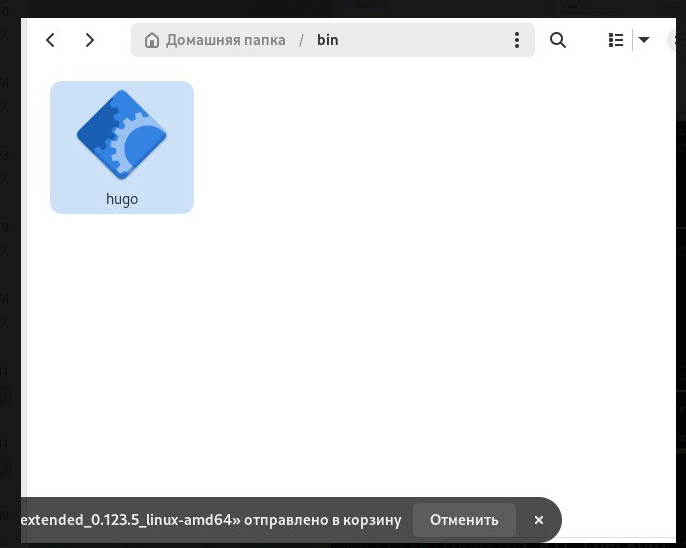 Домашняя папка / bin
hugo
extended_0.123.5_linux-amd64» отправлено в корзину Отменить